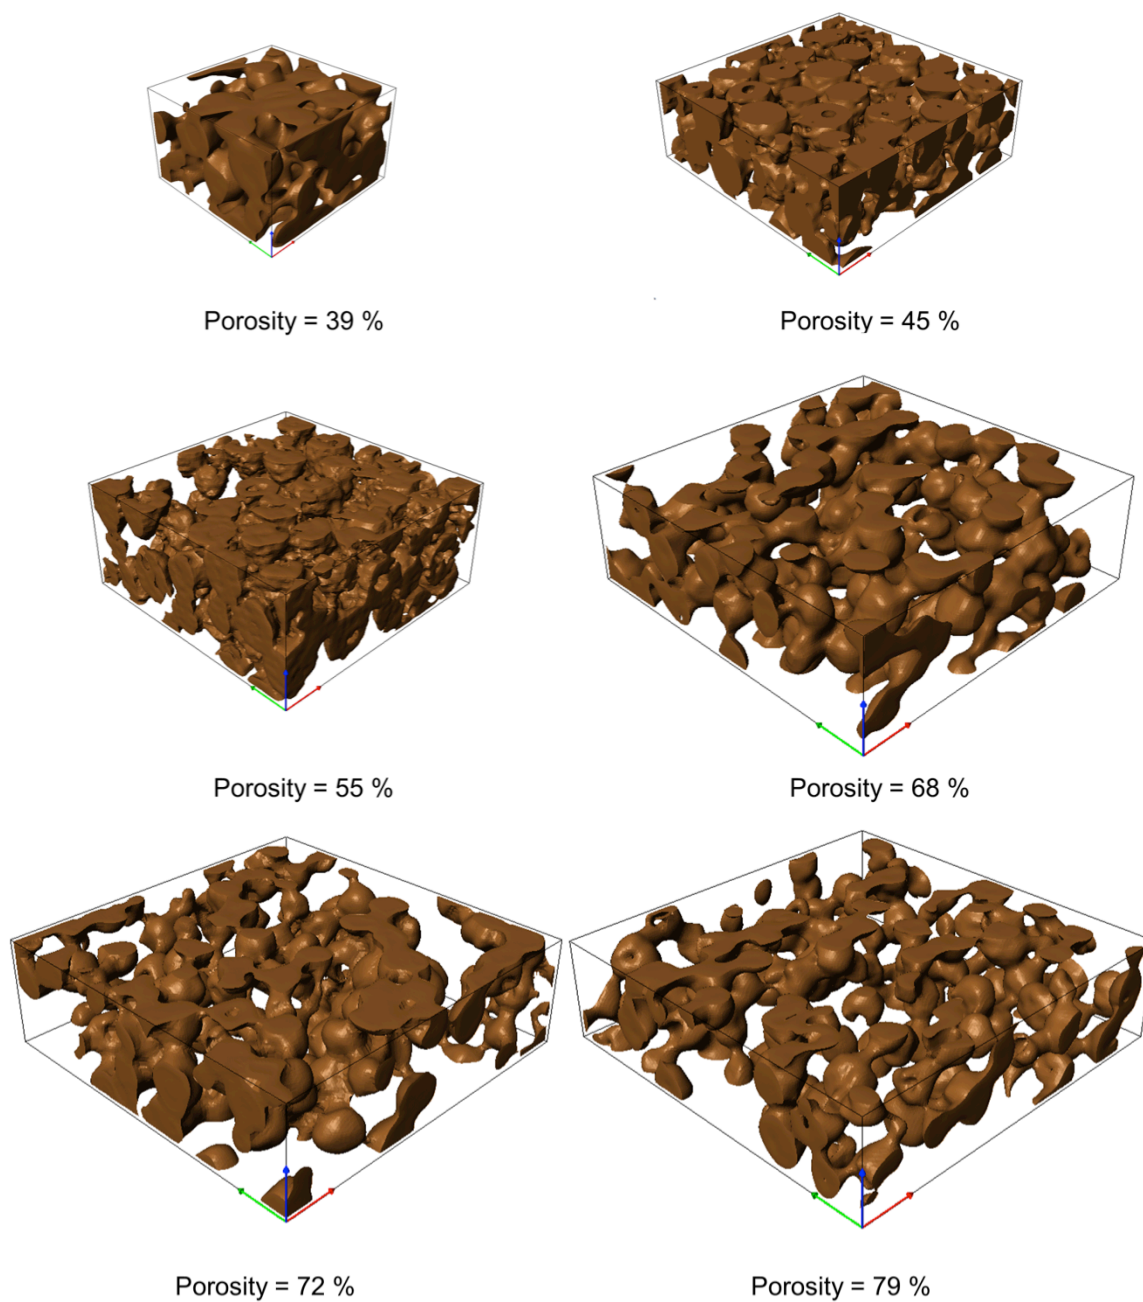 Porosity = 39 %
Porosity = 45 %
Porosity = 55 %
Porosity = 68 %
Porosity = 72 %
Porosity = 79 %